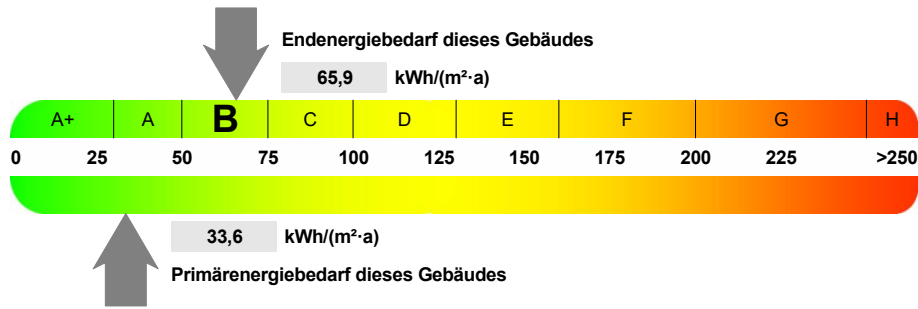 Endenergiebedarf dieses Gebäudes
65,9 kWh/(m²·a)
A+ A B C D E F G H
0 25 50 75 100 125 150 175 200 225 >250
33,6 kWh/(m²·a)
Primärenergiebedarf dieses Gebäudes